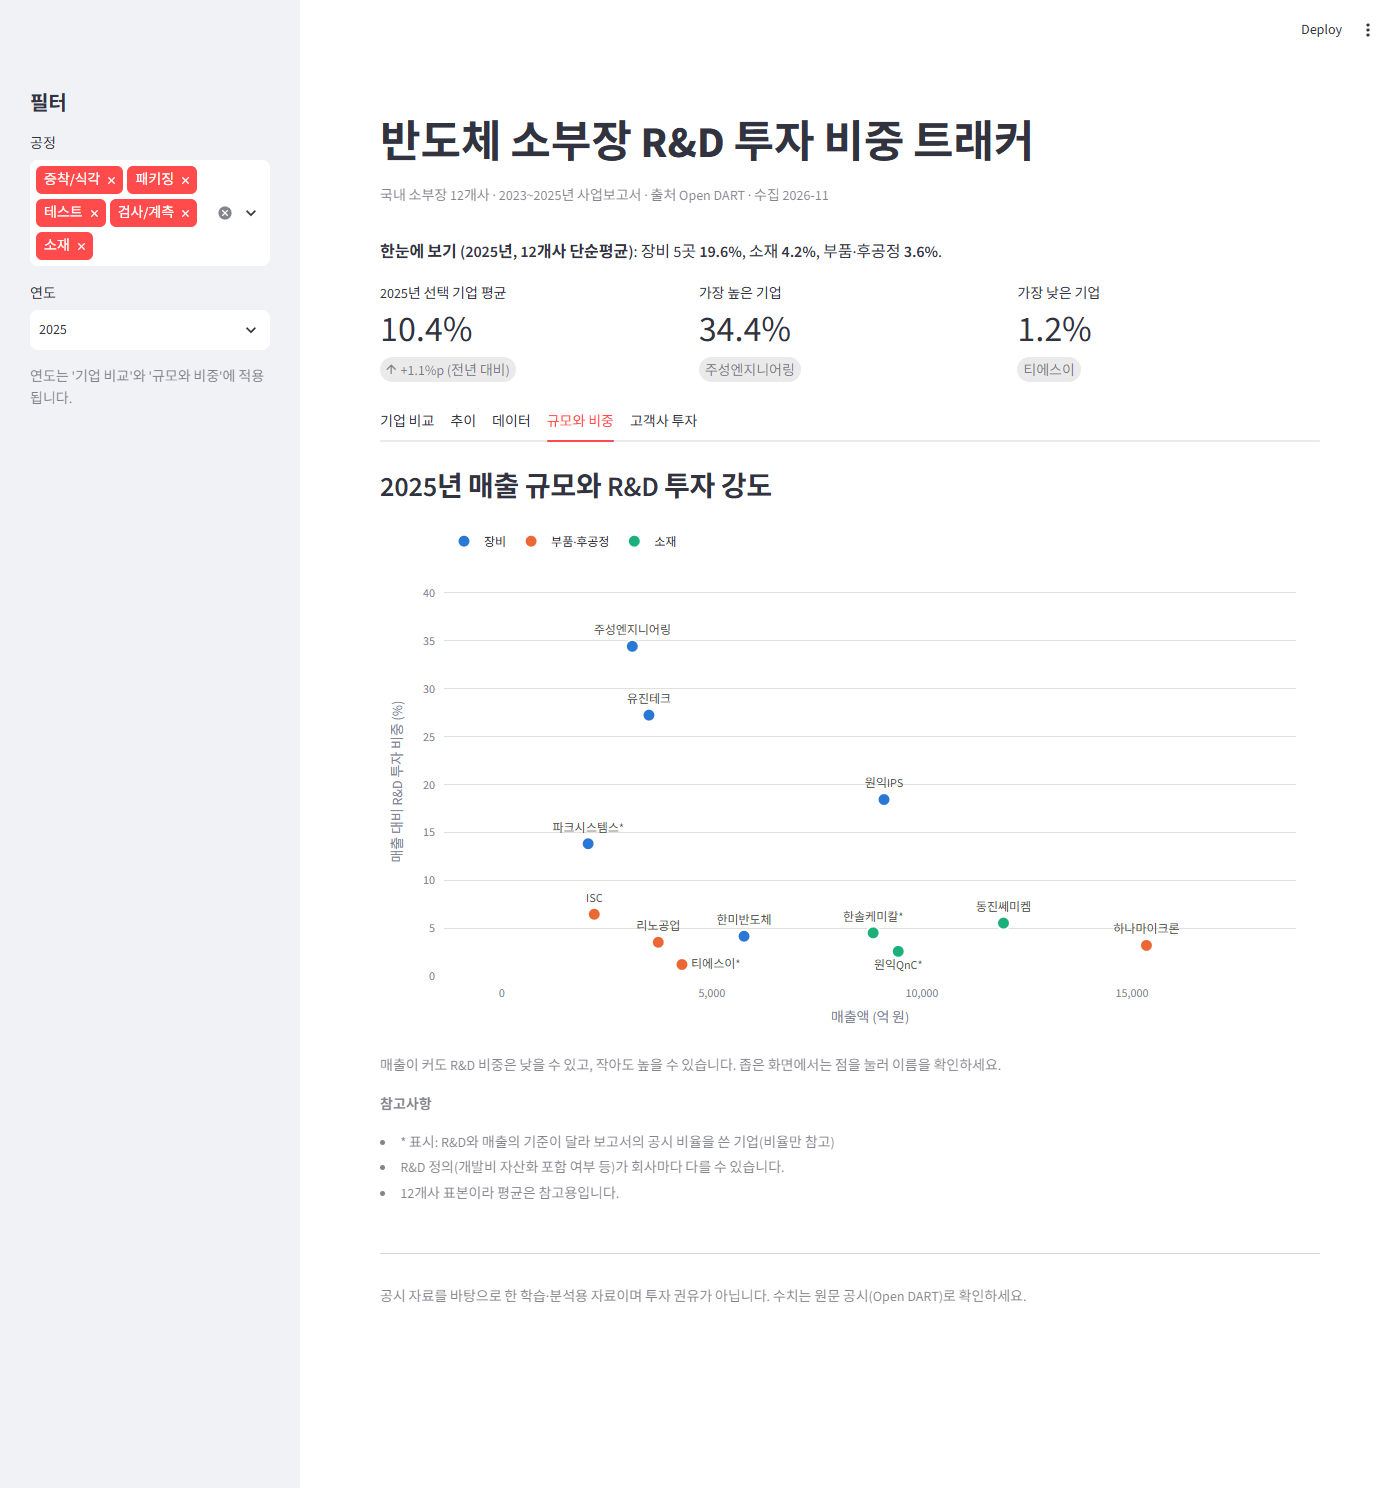 Deploy
필터
공정
증착/식각
패키징
테스트
검사/계측
소재
연도
2025
연도는 '기업 비교'와 '규모와 비중'에 적용
됩니다.
반도체 소부장 R&D 투자 비중 트래커
국내 소부장 12개사 · 2023~2025년 사업보고서 · 출처 Open DART · 수집 2026-11
한눈에 보기 (2025년, 12개사 단순평균): 장비 5곳 19.6%, 소재 4.2%, 부품·후공정 3.6%.
2025년 선택 기업 평균
10.4%
↑ +1.1%p (전년 대비)
가장 높은 기업
34.4%
주성엔지니어링
가장 낮은 기업
1.2%
티에스이
기업 비교 추이 데이터 규모와 비중 고객사 투자
2025년 매출 규모와 R&D 투자 강도
장비 부품·후공정 소재
매출 대비 R&D 투자 비중 (%)
40
35
30
25
20
15
10
5
0
주성엔지니어링
유진테크
원익IPS
파크시스템스*
ISC
리노공업
한미반도체
한솔케미칼*
동진쎄미켐
하나마이크론
티에스이*
원익QnC*
0 5,000 10,000 15,000
매출액 (억 원)
매출이 커도 R&D 비중은 낮을 수 있고, 작아도 높을 수 있습니다. 좁은 화면에서는 점을 눌러 이름을 확인하세요.
참고사항
• * 표시: R&D와 매출의 기준이 달라 보고서의 공시 비율을 쓴 기업(비율만 참고)
• R&D 정의(개발비 자산화 포함 여부 등)가 회사마다 다를 수 있습니다.
• 12개사 표본이라 평균은 참고용입니다.
공시 자료를 바탕으로 한 학습·분석용 자료이며 투자 권유가 아닙니다. 수치는 원문 공시(Open DART)로 확인하세요.